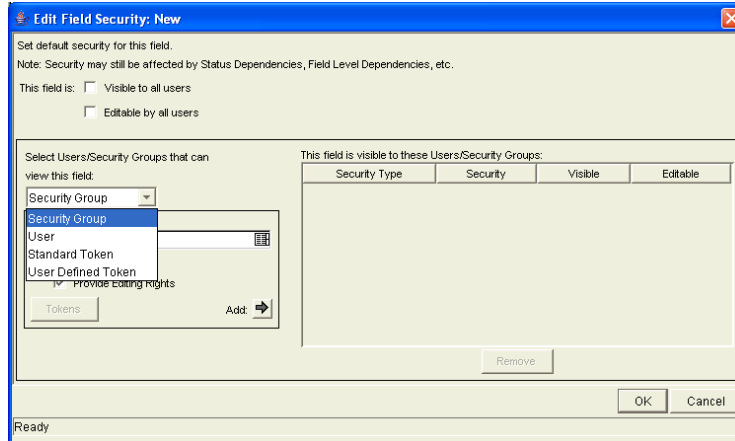 Edit Field Security: New
Set default security for this field.
Note: Security may still be affected by Status Dependencies, Field Level Dependencies, etc.
This field is: Visible to all users
Editable by all users
Select Users/Security Groups that can
view this field:
This field is visible to these Users/Security Groups:
Security Type Security Visible Editable
Security Group
Security Group
User
Standard Token
User Defined Token
Provide Editing Rights
Tokens Add:
Remove
OK Cancel
Ready